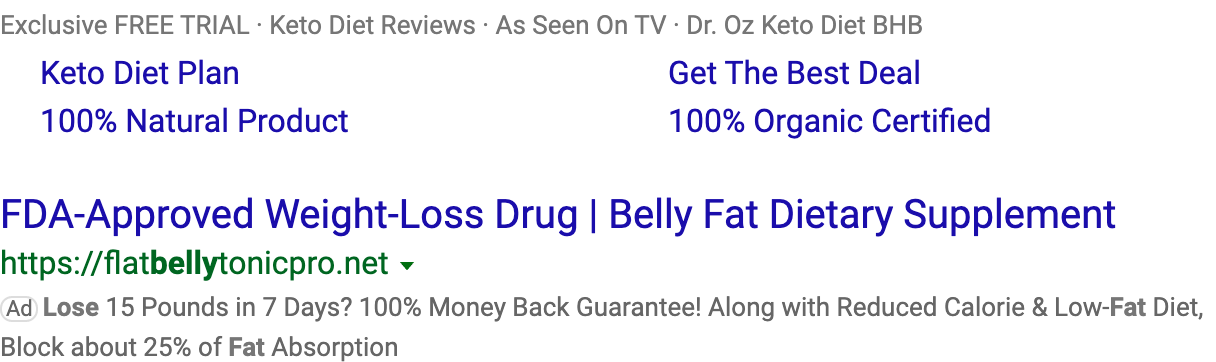 Exclusive FREE TRIAL · Keto Diet Reviews · As Seen On TV · Dr. Oz Keto Diet BHB
Keto Diet Plan Get The Best Deal
100% Natural Product 100% Organic Certified
FDA-Approved Weight-Loss Drug | Belly Fat Dietary Supplement
https://flatbellytonicpro.net
Ad Lose 15 Pounds in 7 Days? 100% Money Back Guarantee! Along with Reduced Calorie & Low-Fat Diet,
Block about 25% of Fat Absorption